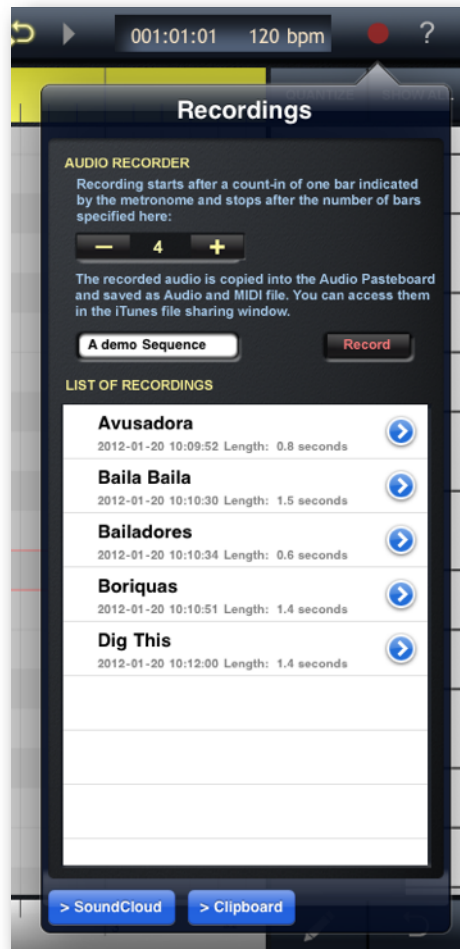 001:01:01 120 bpm ?
QUANTIZE SHOW AL
Recordings
AUDIO RECORDER
Recording starts after a count-in of one bar indicated
by the metronome and stops after the number of bars
specified here:
— 4 +
The recorded audio is copied into the Audio Pasteboard
and saved as Audio and MIDI file. You can access them
in the iTunes file sharing window.
A demo Sequence Record
LIST OF RECORDINGS
Avusadora
2012-01-20 10:09:52 Length: 0.8 seconds
Baila Baila
2012-01-20 10:10:30 Length: 1.5 seconds
Bailadores
2012-01-20 10:10:34 Length: 0.6 seconds
Boriquas
2012-01-20 10:10:51 Length: 1.4 seconds
Dig This
2012-01-20 10:12:00 Length: 1.4 seconds
> SoundCloud > Clipboard